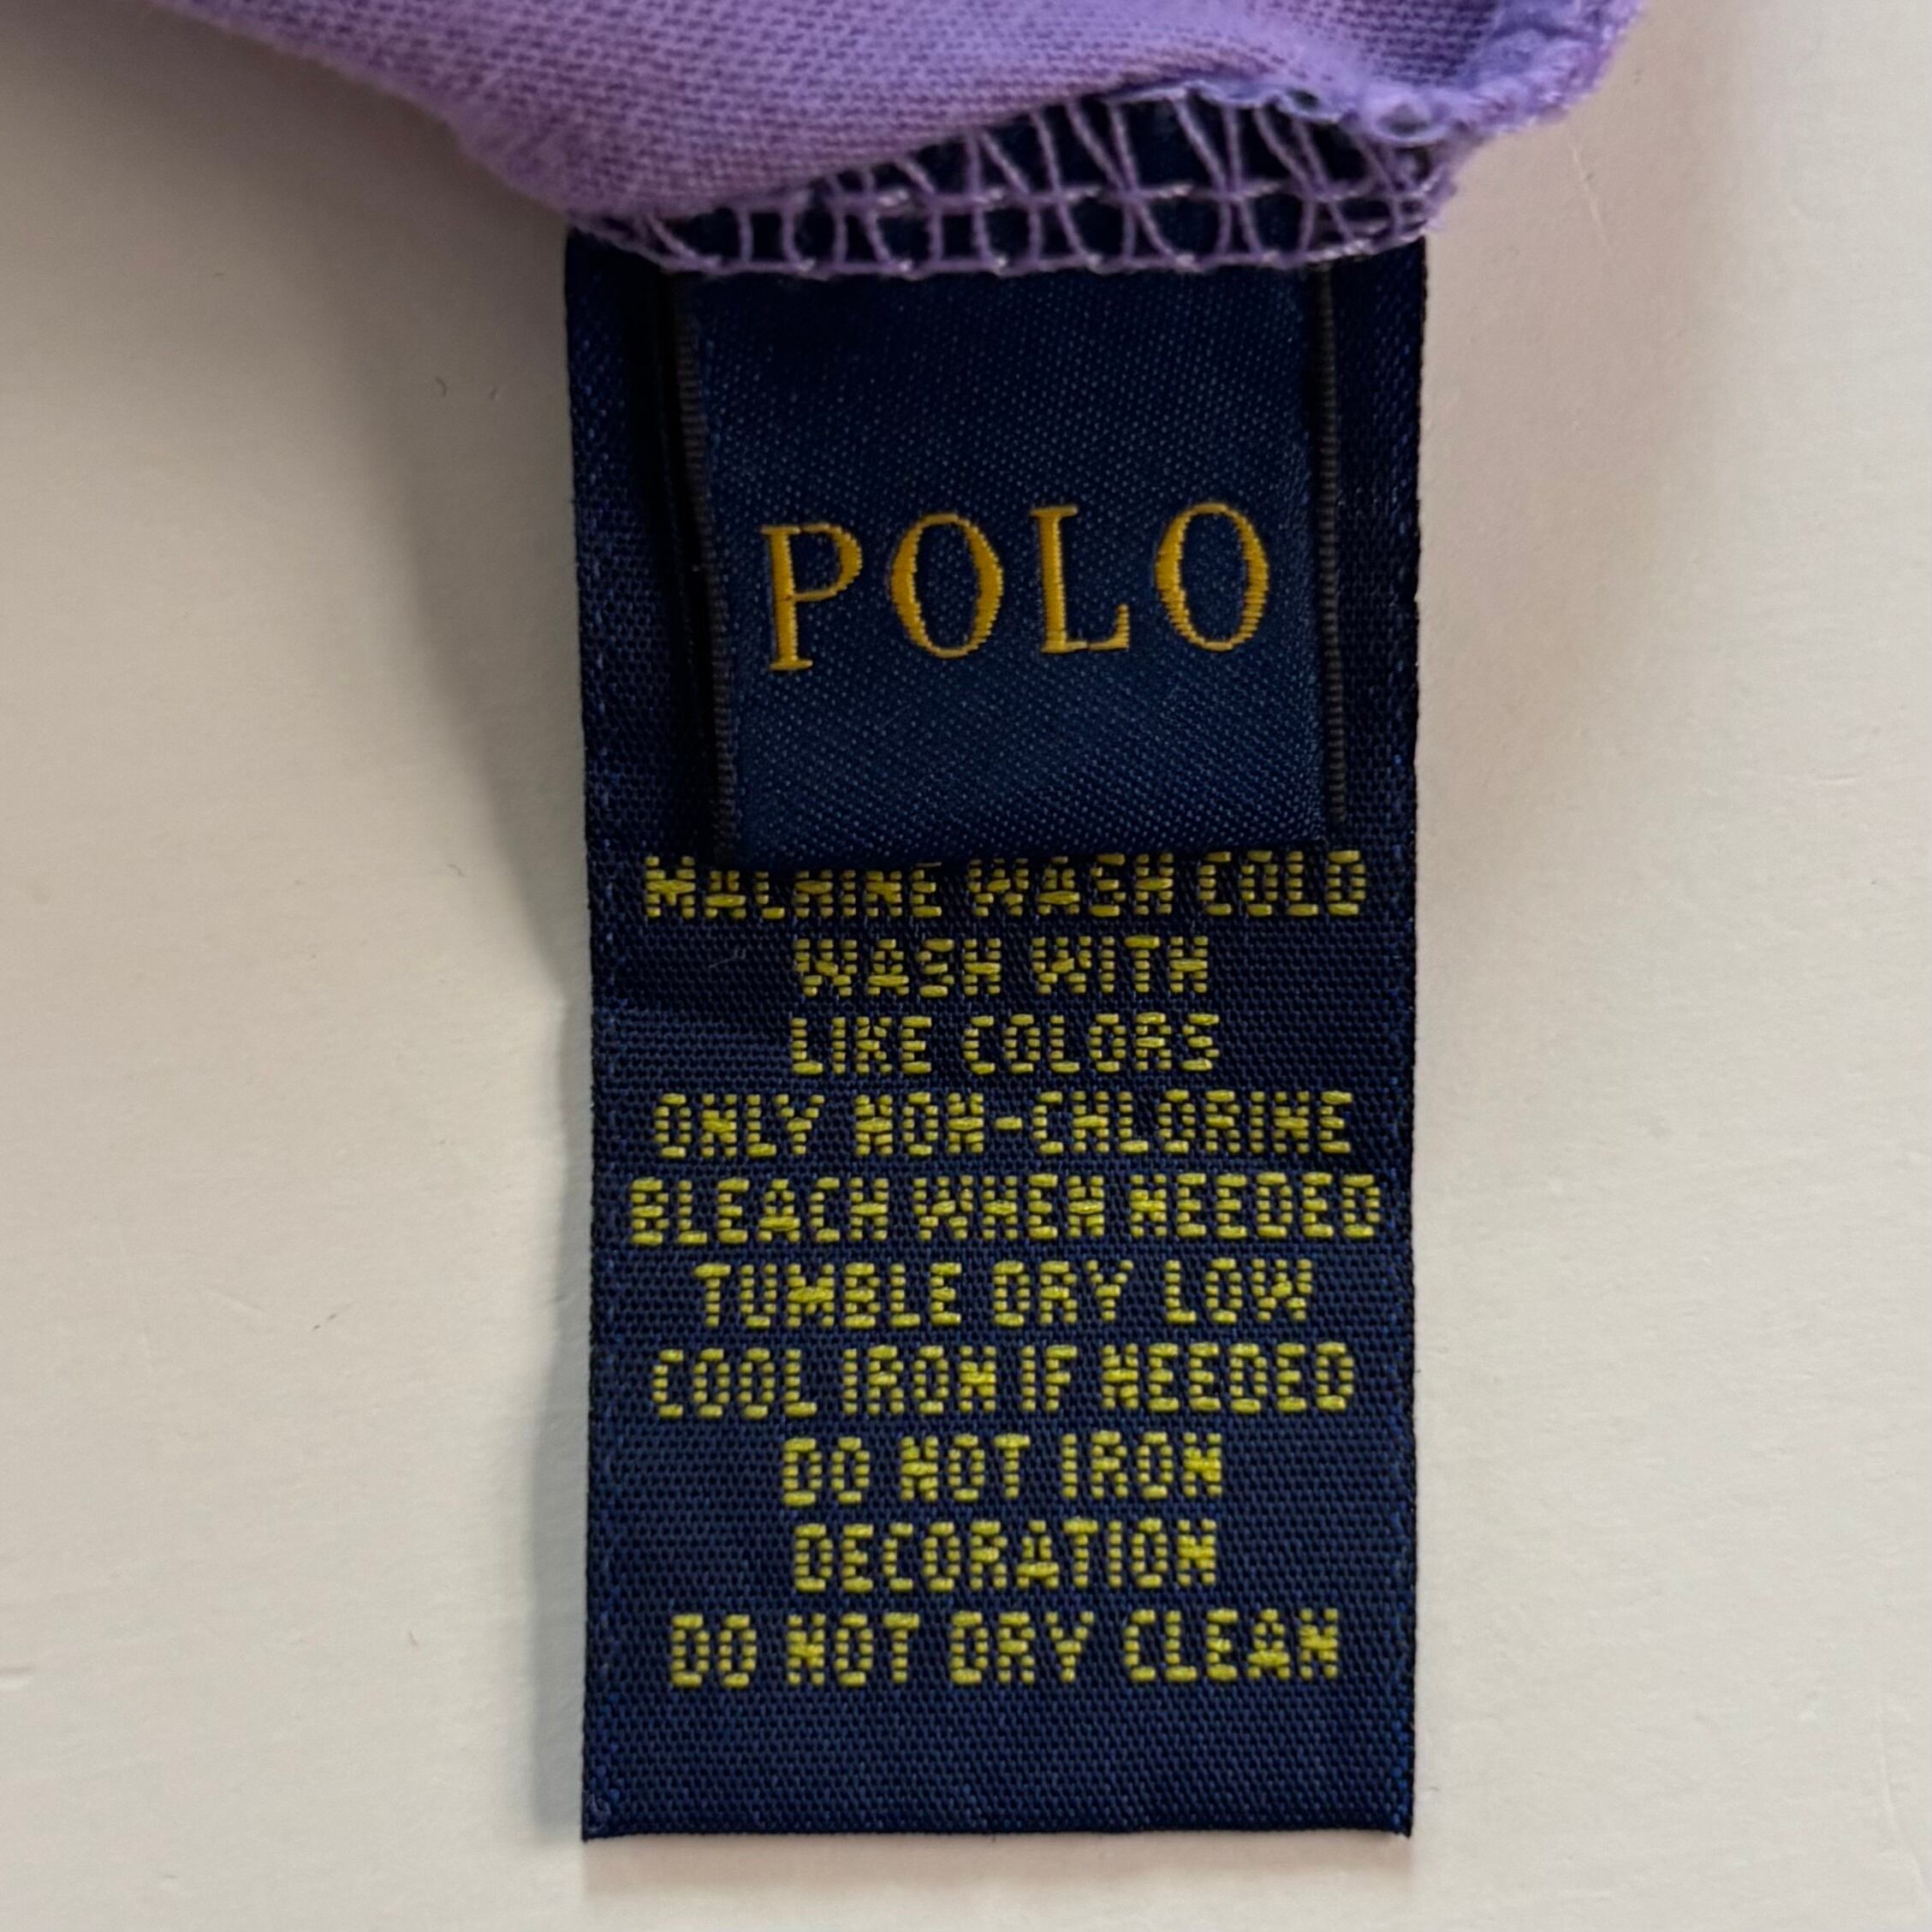 POLO
MACHINE WASH COLD
WASH WITH
LIKE COLORS
ONLY NON-CHLORINE
BLEACH WHEN NEEDED
TUMBLE DRY LOW
COOL IRON IF NEEDED
DO NOT IRON
DECORATION
DO NOT DRY CLEAN